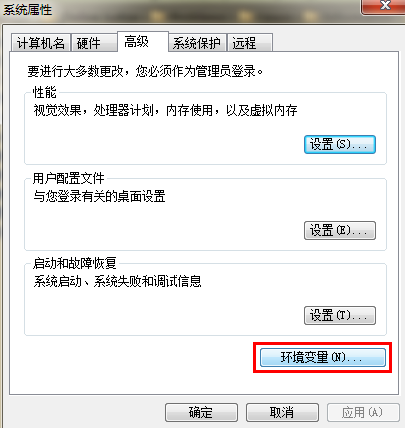 系统属性
计算机名 硬件 高级 系统保护 远程
要进行大多数更改，您必须作为管理员登录。
性能
视觉效果，处理器计划，内存使用，以及虚拟内存
设置(S)...
用户配置文件
与您登录有关的桌面设置
设置(E)...
启动和故障恢复
系统启动、系统失败和调试信息
设置(T)...
环境变量(N)...
确定 取消 应用(A)